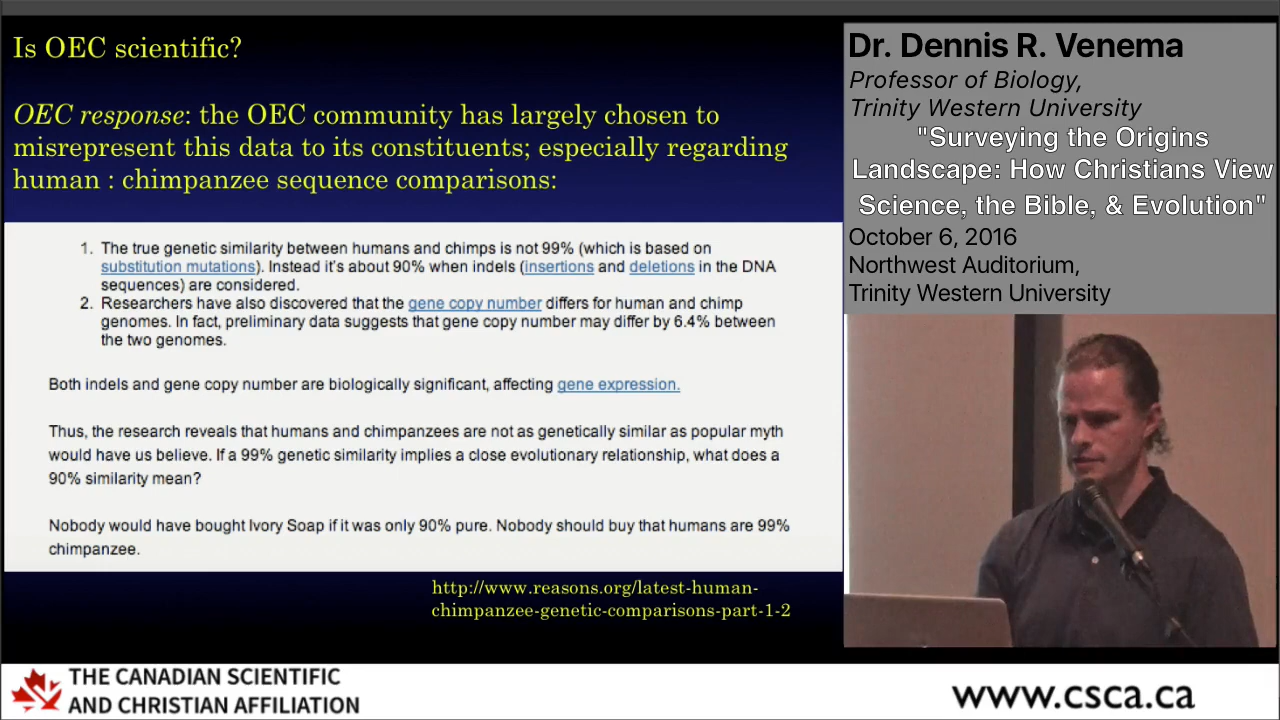 Is OEC scientific?
OEC response: the OEC community has largely chosen to
misrepresent this data to its constituents; especially regarding
human : chimpanzee sequence comparisons:
1. The true genetic similarity between humans and chimps is not 99% (which is based on
substitution mutations). Instead it's about 90% when indels (insertions and deletions in the DNA
sequences) are considered.
2. Researchers have also discovered that the gene copy number differs for human and chimp
genomes. In fact, preliminary data suggests that gene copy number may differ by 6.4% between
the two genomes.
Both indels and gene copy number are biologically significant, affecting gene expression.
Thus, the research reveals that humans and chimpanzees are not as genetically similar as popular myth
would have us believe. If a 99% genetic similarity implies a close evolutionary relationship, what does a
90% similarity mean?
Nobody would have bought Ivory Soap if it was only 90% pure. Nobody should buy that humans are 99%
chimpanzee.
http://www.reasons.org/latest-human-
chimpanzee-genetic-comparisons-part-1-2
Dr. Dennis R. Venema
Professor of Biology,
Trinity Western University
"Surveying the Origins
Landscape: How Christians View
Science, the Bible, & Evolution"
October 6, 2016
Northwest Auditorium,
Trinity Western University
THE CANADIAN SCIENTIFIC
AND CHRISTIAN AFFILIATION
www.csca.ca